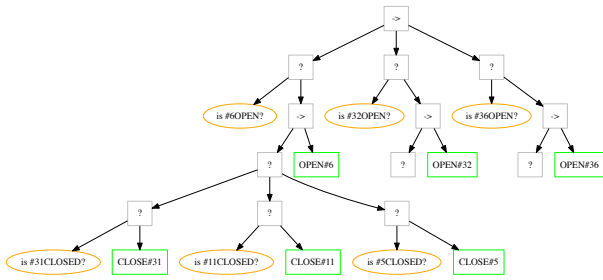 ->
? ? ?
is #6OPEN? -> is #32OPEN? -> is #36OPEN? ->
? OPEN#6 ? OPEN#32 ? OPEN#36
? ? ?
is #31CLOSED? CLOSE#31 is #11CLOSED? CLOSE#11 is #5CLOSED? CLOSE#5